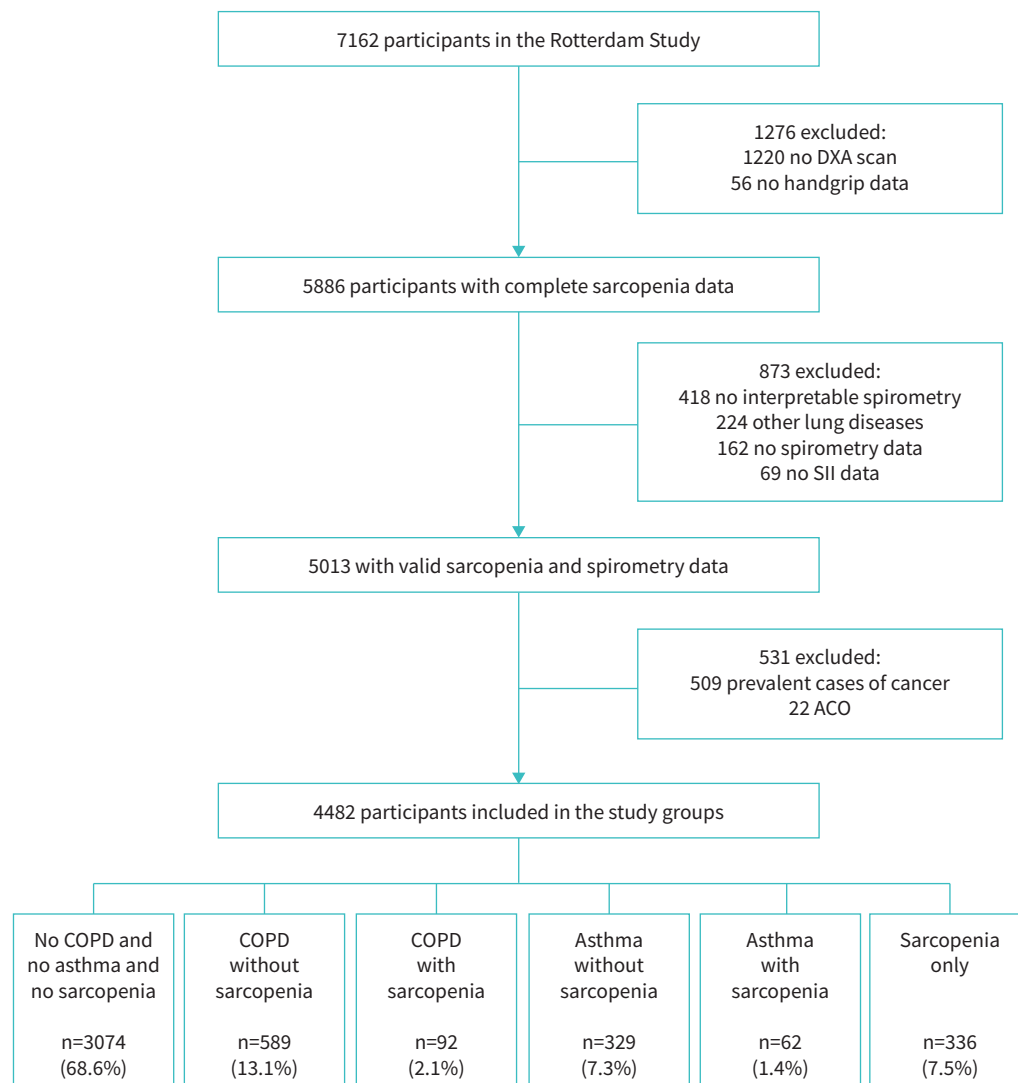 7162 participants in the Rotterdam Study
1276 excluded:
1220 no DXA scan
56 no handgrip data
5886 participants with complete sarcopenia data
873 excluded:
418 no interpretable spirometry
224 other lung diseases
162 no spirometry data
69 no SII data
5013 with valid sarcopenia and spirometry data
531 excluded:
509 prevalent cases of cancer
22 ACO
4482 participants included in the study groups
No COPD and
no asthma and
no sarcopenia
n=3074
(68.6%)
COPD
without
sarcopenia
n=589
(13.1%)
COPD
with
sarcopenia
n=92
(2.1%)
Asthma
without
sarcopenia
n=329
(7.3%)
Asthma
with
sarcopenia
n=62
(1.4%)
Sarcopenia
only
n=336
(7.5%)